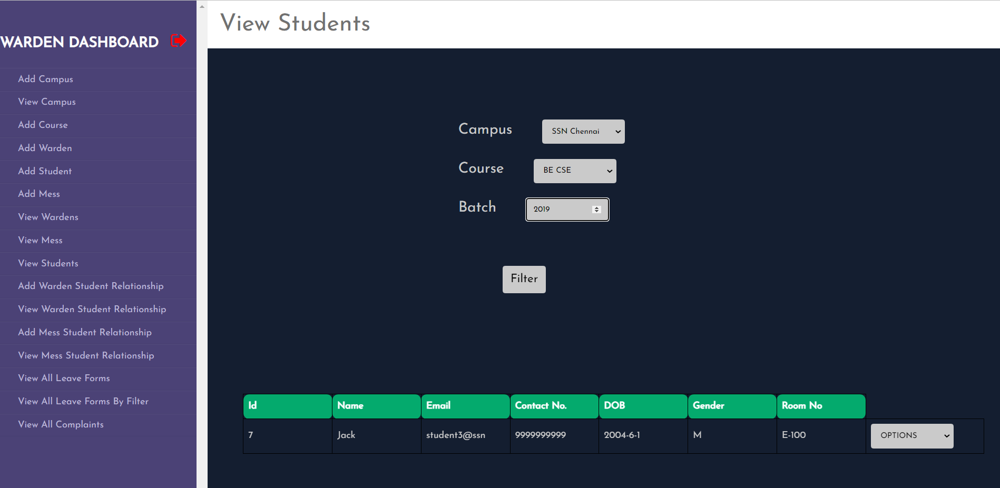 View Students
WARDEN DASHBOARD
Add Campus
View Campus
Add Course
Add Warden
Add Student
Add Mess
View Wardens
View Mess
View Students
Add Warden Student Relationship
View Warden Student Relationship
Add Mess Student Relationship
View Mess Student Relationship
View All Leave Forms
View All Leave Forms By Filter
View All Complaints
Campus SSN Chennai
Course BE CSE
Batch 2019
Filter
Id Name Email Contact No. DOB Gender Room No
7 Jack student3@ssn 9999999999 2004-6-1 M E-100 OPTIONS